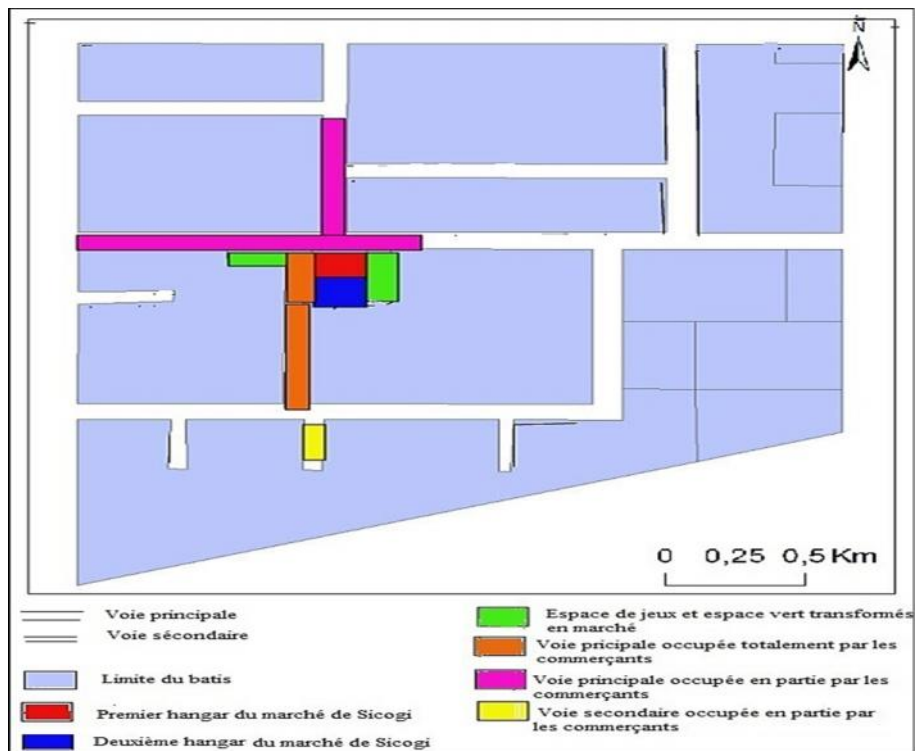 N
0 0,25 0,5 Km
Voie principale
Voie sécondaire
Limite du batis
Premier hangar du marché de Sicogi
Deuxième hangar du marché de Sicogi
Espace de jeux et espace vert transformés
en marché
Voie pricipale occupée totalement par les
commerçants
Voie principale occupée en partie par les
commerçants
Voie secondaire occupée en partie par
les commerçants